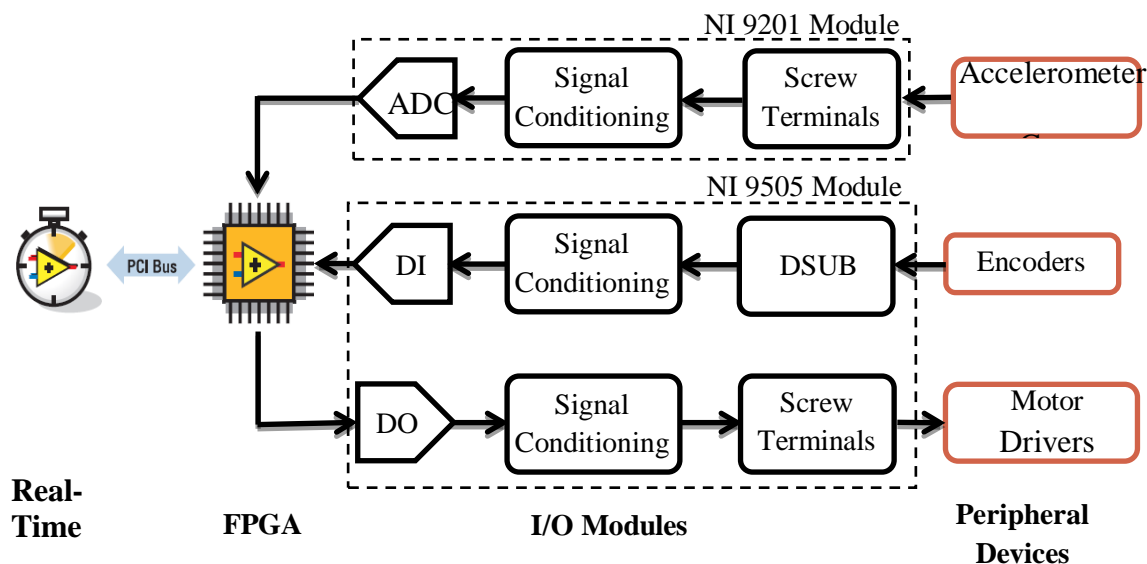 NI 9201 Module
ADC
Signal
Conditioning
Screw
Terminals
Accelerometer
NI 9505 Module
PCI Bus
DI
Signal
Conditioning
DSUB
Encoders
DO
Signal
Conditioning
Screw
Terminals
Motor
Drivers
Real-
Time
FPGA
I/O Modules
Peripheral
Devices